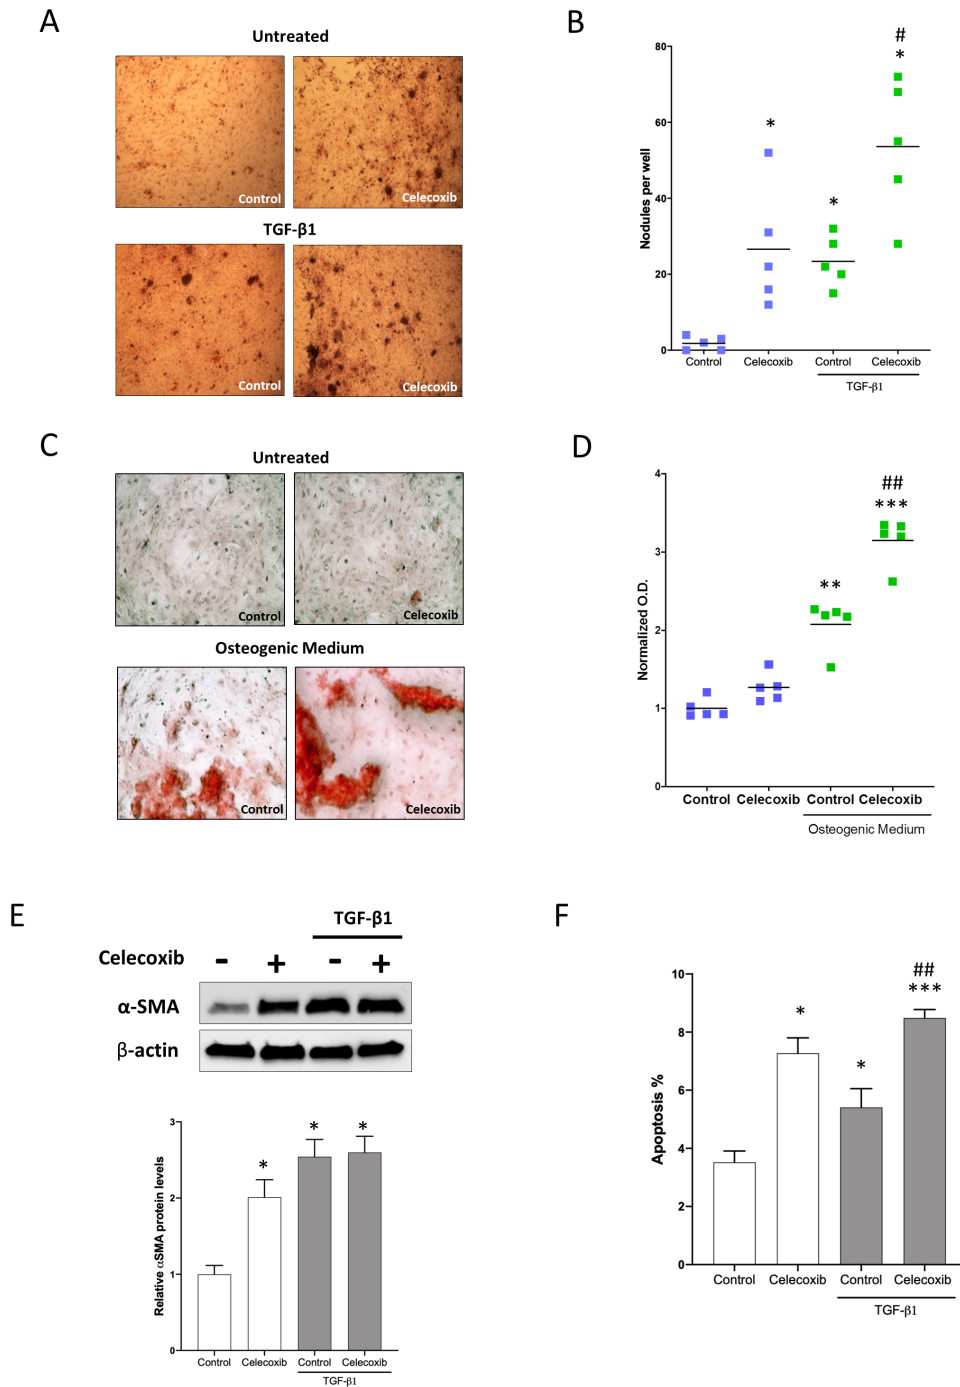 A
Untreated
Control
Celecoxib
TGF-β1
Control
Celecoxib
B
#
*
*
*
80
60
40
20
0
Nodules per well
Control
Celecoxib
Control
Celecoxib
TGF-β1
C
Untreated
Control
Celecoxib
Osteogenic Medium
Control
Celecoxib
D
##
***
**
4
3
2
1
0
Normalized O.D.
Control
Celecoxib
Control
Celecoxib
Osteogenic Medium
E
TGF-β1
Celecoxib
- + - +
α-SMA
β-actin
* * *
3
2
1
0
Relative αSMA protein levels
Control
Celecoxib
Control
Celecoxib
TGF-β1
F
##
***
*
*
10
8
6
4
2
0
Apoptosis %
Control
Celecoxib
Control
Celecoxib
TGF-β1